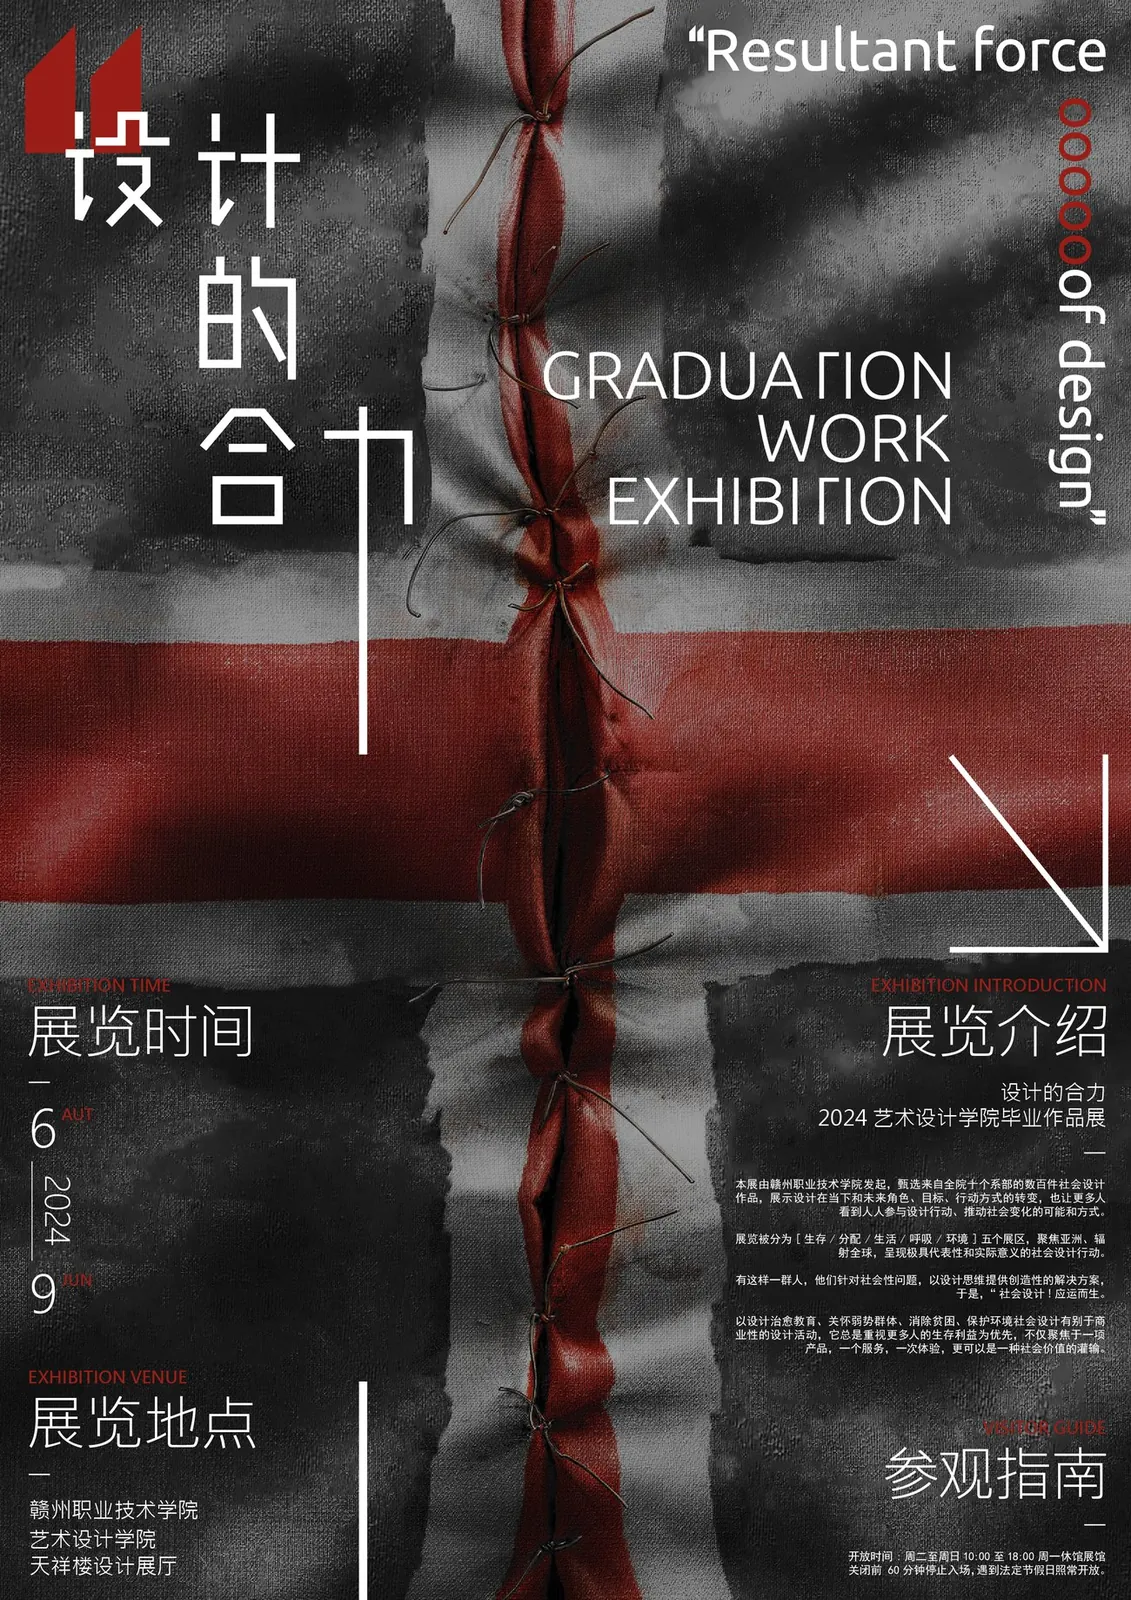 “Resultant force
ooooo of design”
设计
的
合力
GRADUATION
WORK
EXHIBITION
EXHIBITION TIME
展览时间
6 AUT
2024
9 JUN
EXHIBITION VENUE
展览地点
赣州职业技术学院
艺术设计学院
天祥楼设计展厅
EXHIBITION INTRODUCTION
展览介绍
设计的合力
2024 艺术设计学院毕业作品展
本展由赣州职业技术学院发起，甄选来自全院十个系部的数百件社会设计
作品，展示设计在当下和未来角色、目标、行动方式的转变，也让更多人
看到人人参与设计行动、推动社会变化的可能和方式。
展览被分为 [ 生存 / 分配 / 生活 / 呼吸 / 环境 ] 五个展区，聚焦亚洲、辐
射全球，呈现极具代表性和实际意义的社会设计行动。
有这样一群人，他们针对社会性问题，以设计思维提供创造性的解决方案，
于是，“ 社会设计 ! 应运而生。
以设计治愈教育、关怀弱势群体、消除贫困、保护环境社会设计有别于商
业性的设计活动，它总是重视更多人的生存利益为优先，不仅聚焦于一项
产品，一个服务，一次体验，更可以是一种社会价值的灌输。
VISITOR GUIDE
参观指南
开放时间：周二至周日 10:00 至 18:00 周一休馆展馆
关闭前 60 分钟停止入场，遇到法定节假日照常开放。